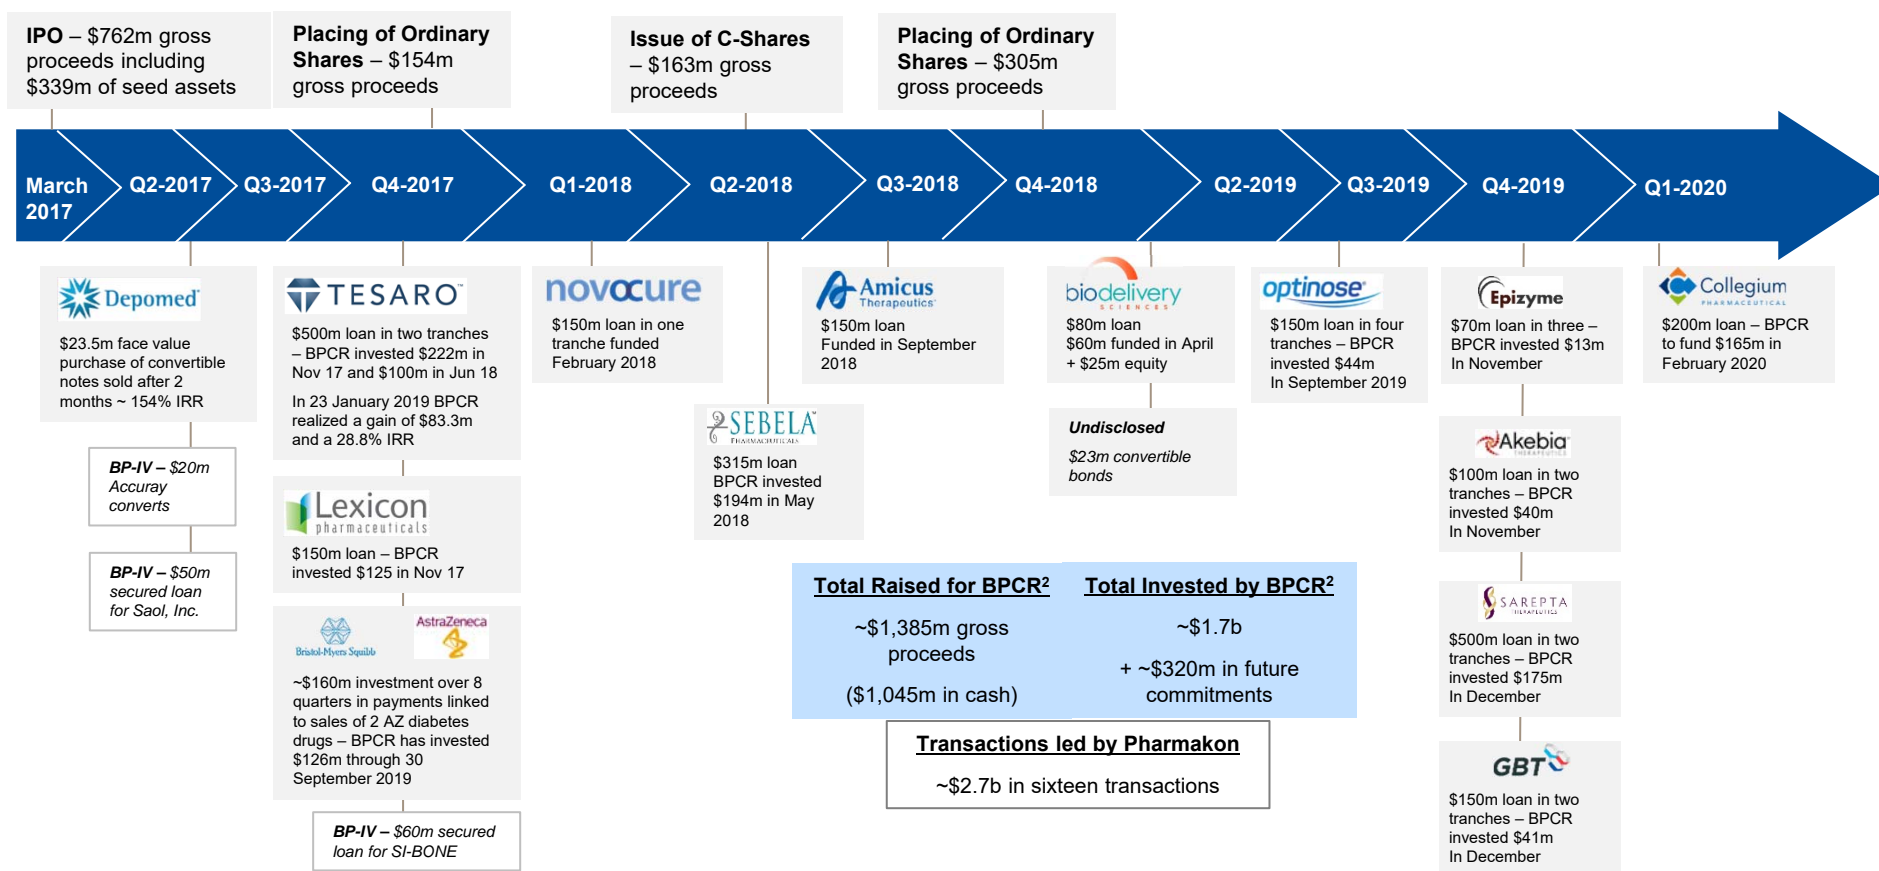 IPO – $762m gross
proceeds including
$339m of seed assets
Placing of Ordinary
Shares – $154m
gross proceeds
Issue of C-Shares
– $163m gross
proceeds
Placing of Ordinary
Shares – $305m
gross proceeds
March
2017
Q2-2017
Q3-2017
Q4-2017
Q1-2018
Q2-2018
Q3-2018
Q4-2018
Q2-2019
Q3-2019
Q4-2019
Q1-2020
Depomed
$23.5m face value
purchase of convertible
notes sold after 2
months ~ 154% IRR
BP-IV – $20m
Accuray
converts
BP-IV – $50m
secured loan
for Saol, Inc.
TESARO™
$500m loan in two tranches
– BPCR invested $222m in
Nov 17 and $100m in Jun 18
In 23 January 2019 BPCR
realized a gain of $83.3m
and a 28.8% IRR
Lexicon
pharmaceuticals
$150m loan – BPCR
invested $125 in Nov 17
Bristol-Myers Squibb
AstraZeneca
~$160m investment over 8
quarters in payments linked
to sales of 2 AZ diabetes
drugs – BPCR has invested
$126m through 30
September 2019
BP-IV – $60m secured
loan for SI-BONE
novocure
$150m loan in one
tranche funded
February 2018
SEBELA
PHARMACEUTICALS
$315m loan
BPCR invested
$194m in May
2018
Amicus
Therapeutics
$150m loan
Funded in September
2018
biodelivery
SCIENCES
$80m loan
$60m funded in April
+ $25m equity
Undisclosed
$23m convertible
bonds
optinose
$150m loan in four
tranches – BPCR
invested $44m
In September 2019
Epizyme
$70m loan in three –
BPCR invested $13m
In November
Akebia
THERAPEUTICS
$100m loan in two
tranches – BPCR
invested $40m
In November
SAREPTA
THERAPEUTICS
$500m loan in two
tranches – BPCR
invested $175m
In December
GBT
$150m loan in two
tranches – BPCR
invested $41m
In December
Collegium
PHARMACEUTICAL
$200m loan – BPCR
to fund $165m in
February 2020
Total Raised for BPCR²
~$1,385m gross
proceeds
($1,045m in cash)
Total Invested by BPCR²
~$1.7b
+ ~$320m in future
commitments
Transactions led by Pharmakon
~$2.7b in sixteen transactions